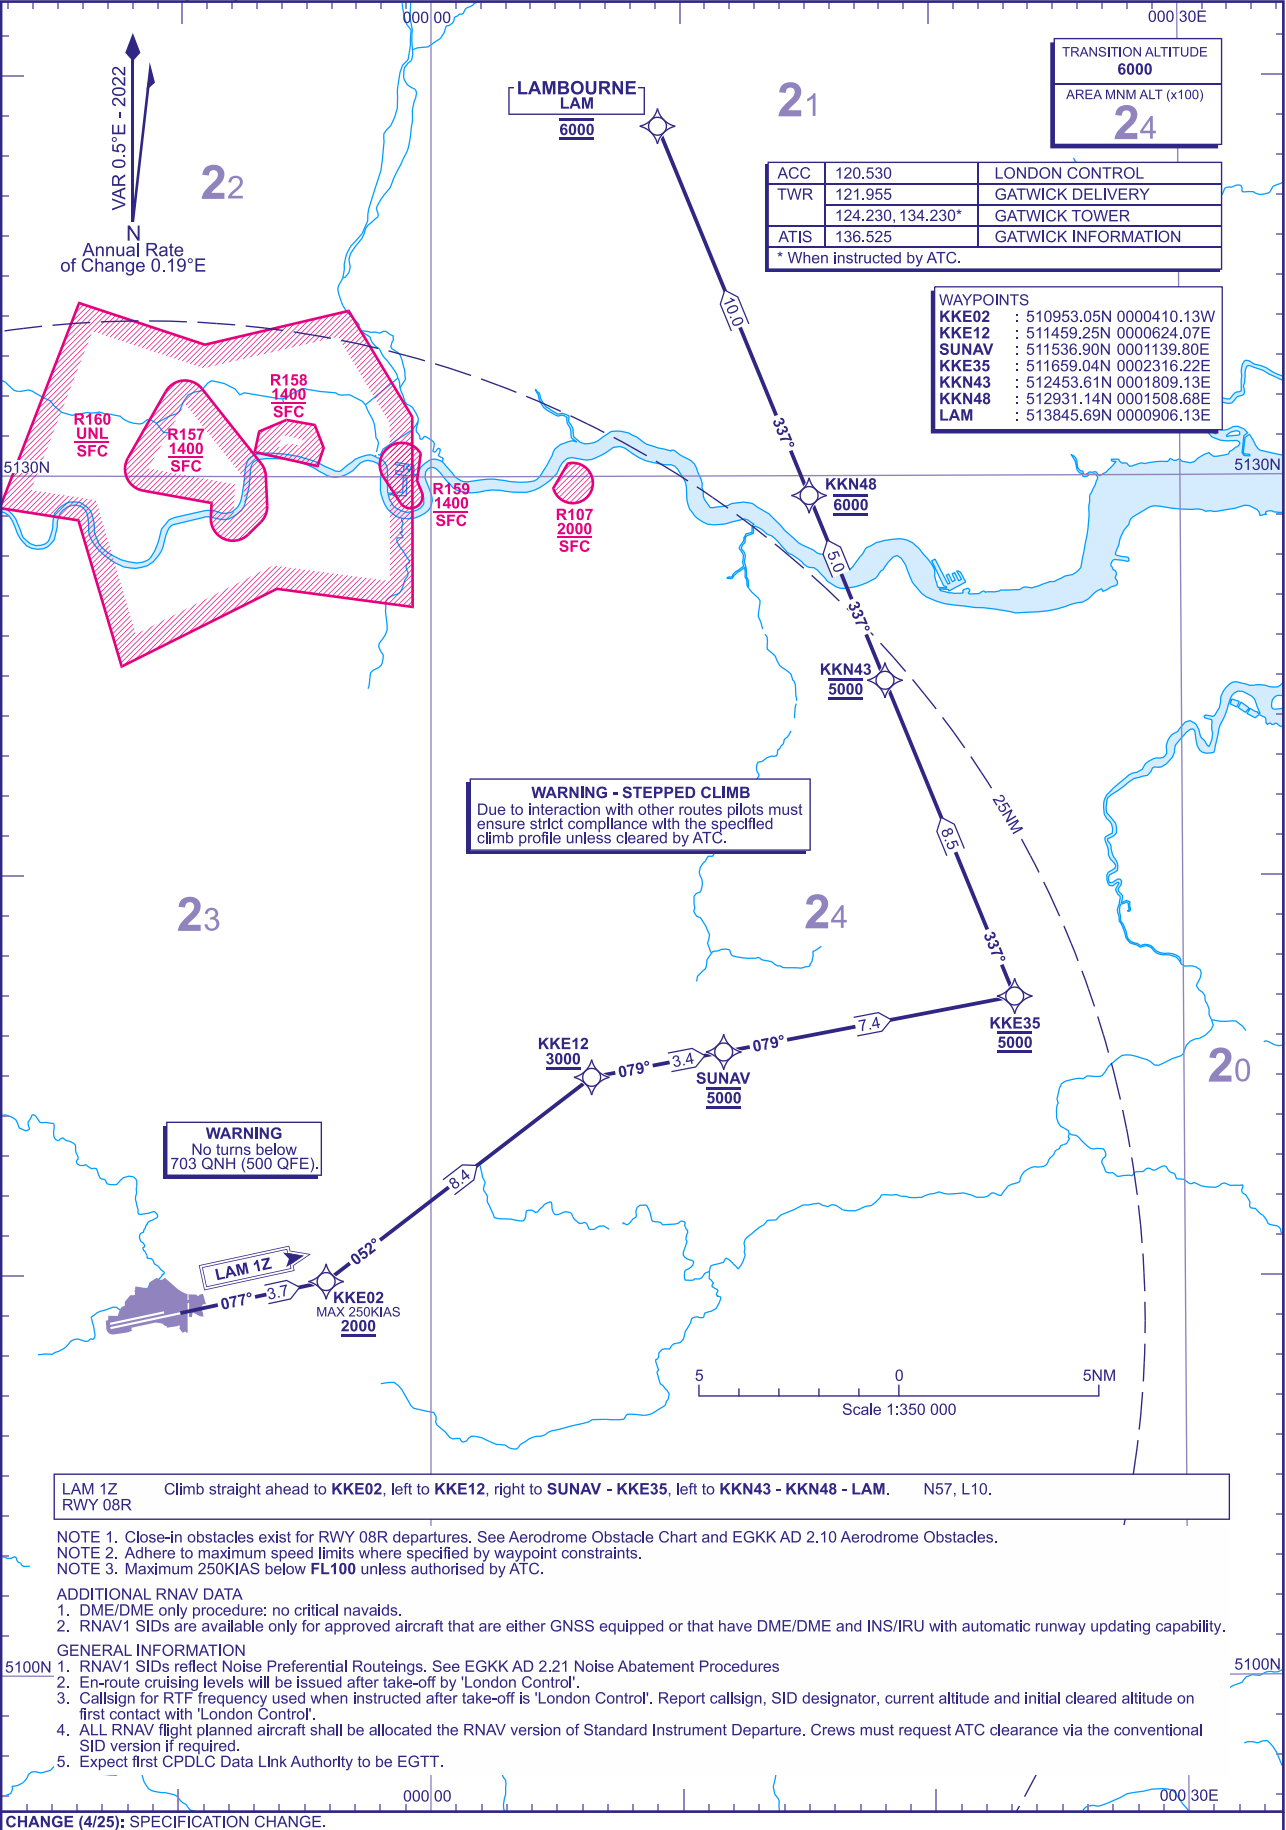 000 00
000 30E
TRANSITION ALTITUDE
6000
AREA MNM ALT (x100)
24
LAMBOURNE
LAM
6000
21
VAR 0.5°E - 2022
N
Annual Rate
of Change 0.19°E
22
ACC 120.530 LONDON CONTROL
TWR 121.955 GATWICK DELIVERY
124.230, 134.230* GATWICK TOWER
ATIS 136.525 GATWICK INFORMATION
* When instructed by ATC.
WAYPOINTS
KKE02 : 510953.05N 0000410.13W
KKE12 : 511459.25N 0000624.07E
SUNAV : 511536.90N 0001139.80E
KKE35 : 511659.04N 0002316.22E
KKN43 : 512453.61N 0001809.13E
KKN48 : 512931.14N 0001508.68E
LAM : 513845.69N 0000906.13E
10.0
337°
R160
UNL
SFC
R157
1400
SFC
R158
1400
SFC
R159
1400
SFC
R107
2000
SFC
5130N
5130N
KKN48
6000
5.0
337°
KKN43
5000
25NM
8.5
337°
WARNING - STEPPED CLIMB
Due to interaction with other routes pilots must
ensure strict compliance with the specified
climb profile unless cleared by ATC.
23
24
KKE35
5000
20
7.4
079°
SUNAV
5000
3.4
079°
KKE12
3000
WARNING
No turns below
703 QNH (500 QFE).
8.4
052°
LAM 1Z
077°
3.7
KKE02
MAX 250KIAS
2000
5 0 5NM
Scale 1:350 000
LAM 1Z Climb straight ahead to KKE02, left to KKE12, right to SUNAV - KKE35, left to KKN43 - KKN48 - LAM. N57, L10.
RWY 08R
NOTE 1. Close-in obstacles exist for RWY 08R departures. See Aerodrome Obstacle Chart and EGKK AD 2.10 Aerodrome Obstacles.
NOTE 2. Adhere to maximum speed limits where specified by waypoint constraints.
NOTE 3. Maximum 250KIAS below FL100 unless authorised by ATC.
ADDITIONAL RNAV DATA
1. DME/DME only procedure: no critical navaids.
2. RNAV1 SIDs are available only for approved aircraft that are either GNSS equipped or that have DME/DME and INS/IRU with automatic runway updating capability.
GENERAL INFORMATION
5100N
5100N
1. RNAV1 SIDs reflect Noise Preferential Routeings. See EGKK AD 2.21 Noise Abatement Procedures
2. En-route cruising levels will be issued after take-off by 'London Control'.
3. Callsign for RTF frequency used when instructed after take-off is 'London Control'. Report callsign, SID designator, current altitude and initial cleared altitude on
first contact with 'London Control'.
4. ALL RNAV flight planned aircraft shall be allocated the RNAV version of Standard Instrument Departure. Crews must request ATC clearance via the conventional
SID version if required.
5. Expect first CPDLC Data Link Authority to be EGTT.
000 00
000 30E
CHANGE (4/25): SPECIFICATION CHANGE.